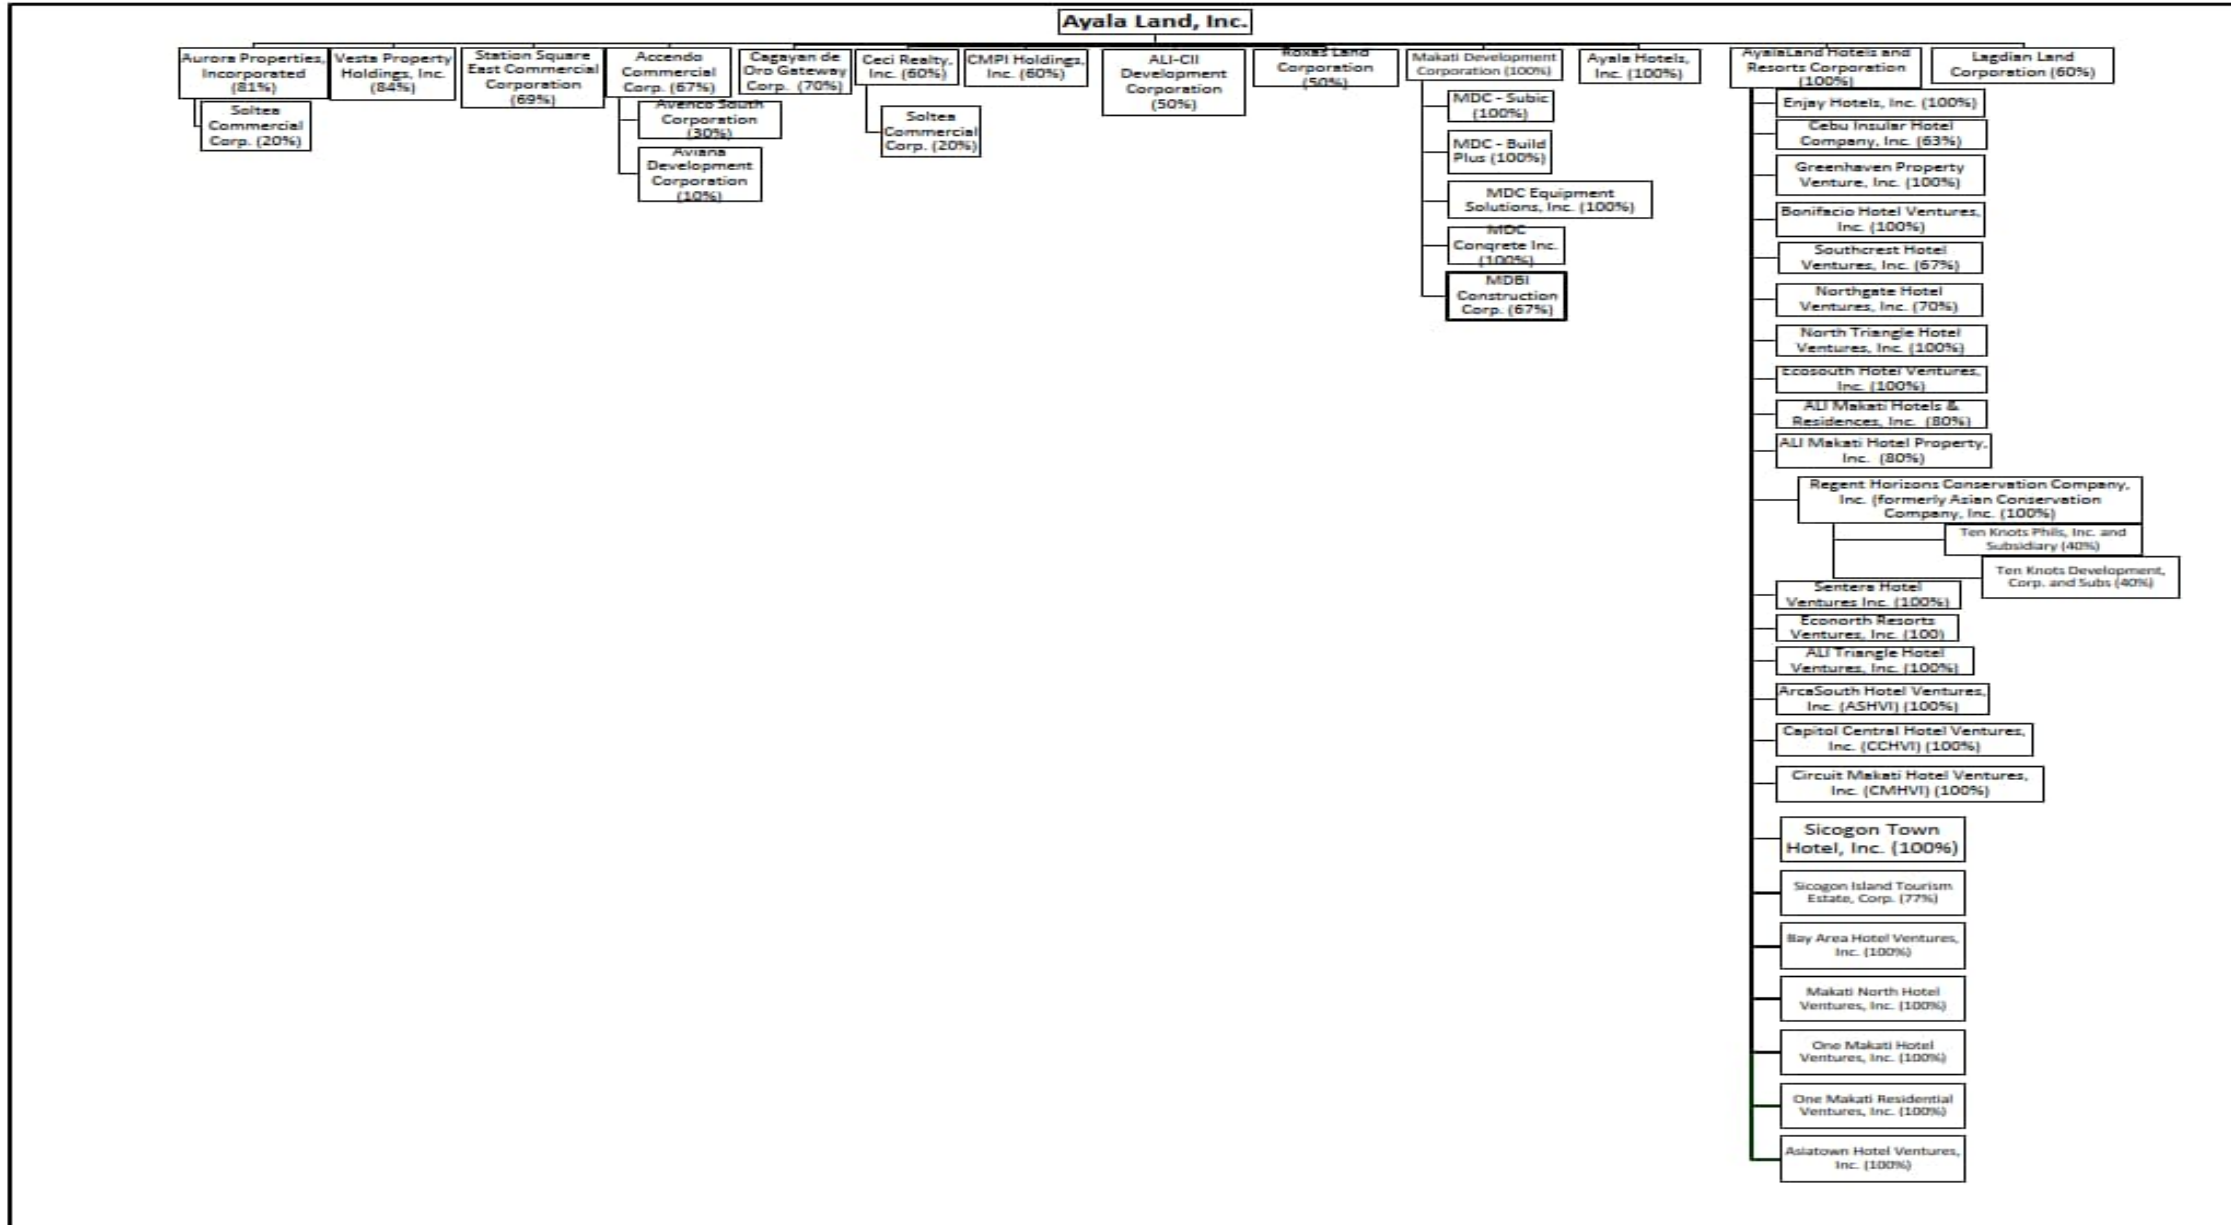 Ayala Land, Inc.
Aurora Properties,
Incorporated
(81%)
Soltea
Commercial
Corp. (20%)
Vesta Property
Holdings, Inc.
(84%)
Station Square
East Commercial
Corporation
(69%)
Accendo
Commercial
Corp. (67%)
Avenco South
Corporation
(30%)
Aviana
Development
Corporation
(10%)
Cagayan de
Oro Gateway
Corp. (70%)
Ceci Realty,
Inc. (60%)
Soltea
Commercial
Corp. (20%)
CMPI Holdings,
Inc. (60%)
ALI-CII
Development
Corporation
(50%)
Roxas Land
Corporation
(50%)
Makati Development
Corporation (100%)
MDC - Subic
(100%)
MDC - Build
Plus (100%)
MDC Equipment
Solutions, Inc. (100%)
MDC
Conqrete Inc.
(100%)
MDBI
Construction
Corp. (67%)
Ayala Hotels,
Inc. (100%)
AyalaLand Hotels and
Resorts Corporation
(100%)
Enjay Hotels, Inc. (100%)
Cebu Insular Hotel
Company, Inc. (63%)
Greenhaven Property
Venture, Inc. (100%)
Bonifacio Hotel Ventures,
Inc. (100%)
Southcrest Hotel
Ventures, Inc. (67%)
Northgate Hotel
Ventures, Inc. (70%)
North Triangle Hotel
Ventures, Inc. (100%)
Ecosouth Hotel Ventures,
Inc. (100%)
ALI Makati Hotels &
Residences, Inc. (80%)
ALI Makati Hotel Property,
Inc. (80%)
Regent Horizons Conservation Company,
Inc. (formerly Asian Conservation
Company, Inc. (100%)
Ten Knots Phils, Inc. and
Subsidiary (40%)
Ten Knots Development,
Corp. and Subs (40%)
Sentera Hotel
Ventures Inc. (100%)
Econorth Resorts
Ventures, Inc. (100)
ALI Triangle Hotel
Ventures, Inc. (100%)
ArcaSouth Hotel Ventures,
Inc. (ASHVI) (100%)
Capitol Central Hotel Ventures,
Inc. (CCHVI) (100%)
Circuit Makati Hotel Ventures,
Inc. (CMHVI) (100%)
Sicogon Town
Hotel, Inc. (100%)
Sicogon Island Tourism
Estate, Corp. (77%)
Bay Area Hotel Ventures,
Inc. (100%)
Makati North Hotel
Ventures, Inc. (100%)
One Makati Hotel
Ventures, Inc. (100%)
One Makati Residential
Ventures, Inc. (100%)
Asiatown Hotel Ventures,
Inc. (100%)
Lagdian Land
Corporation (60%)